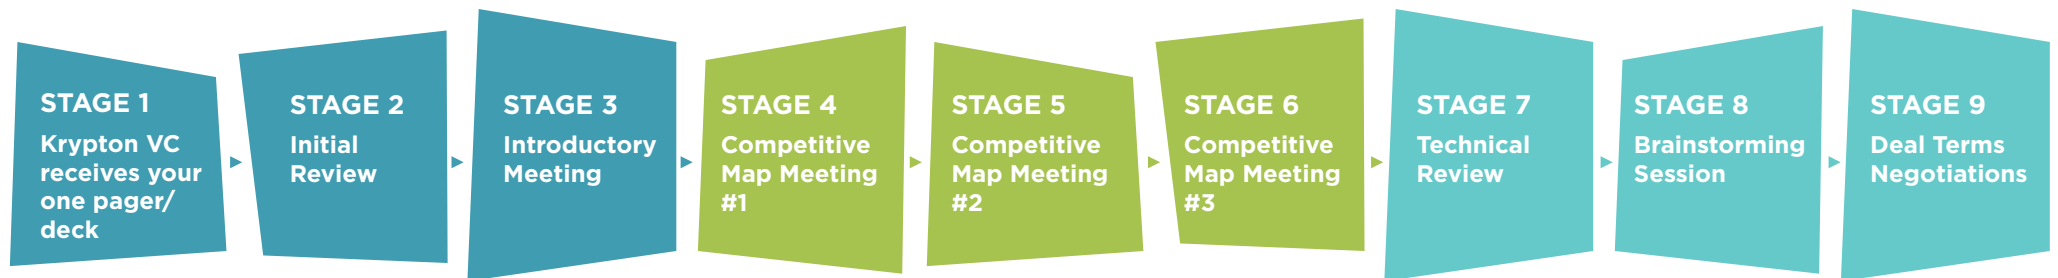 STAGE 1
Krypton VC
receives your
one pager/
deck
STAGE 2
Initial
Review
STAGE 3
Introductory
Meeting
STAGE 4
Competitive
Map Meeting
#1
STAGE 5
Competitive
Map Meeting
#2
STAGE 6
Competitive
Map Meeting
#3
STAGE 7
Technical
Review
STAGE 8
Brainstorming
Session
STAGE 9
Deal Terms
Negotiations